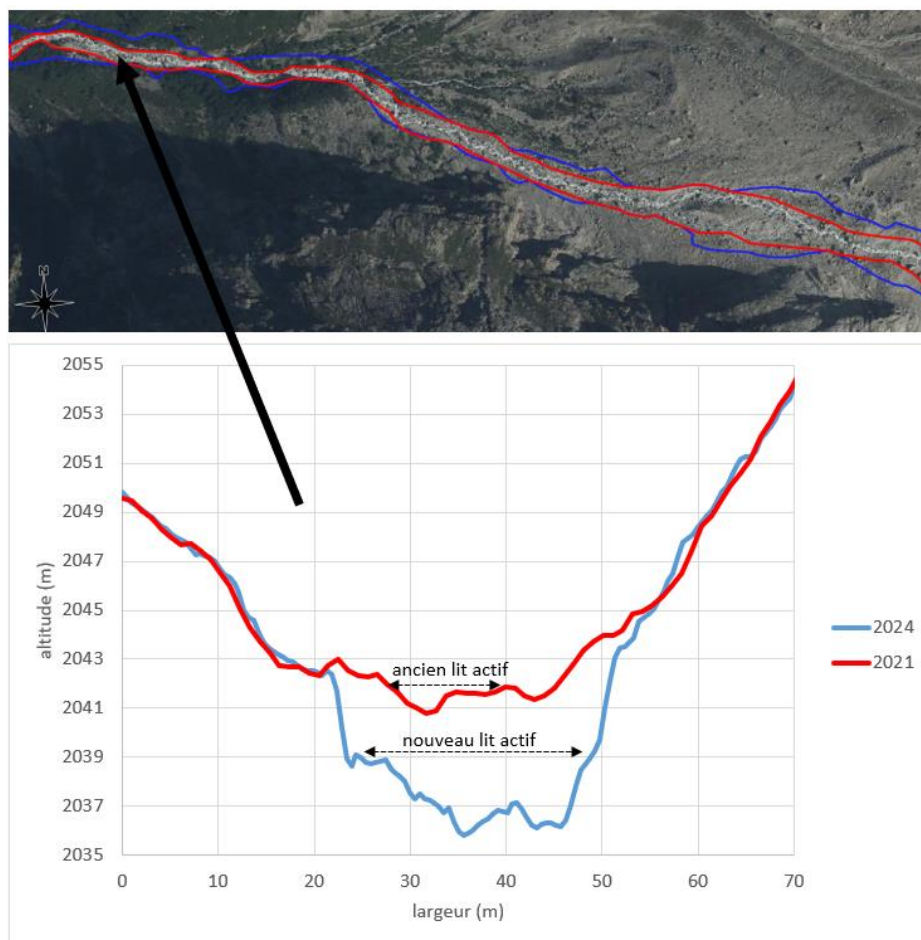 N
2055
2053
2051
2049
2047
2045
2043
2041
2039
2037
2035
altitude (m)
ancien lit actif
nouveau lit actif
2024
2021
0 10 20 30 40 50 60 70
largeur (m)